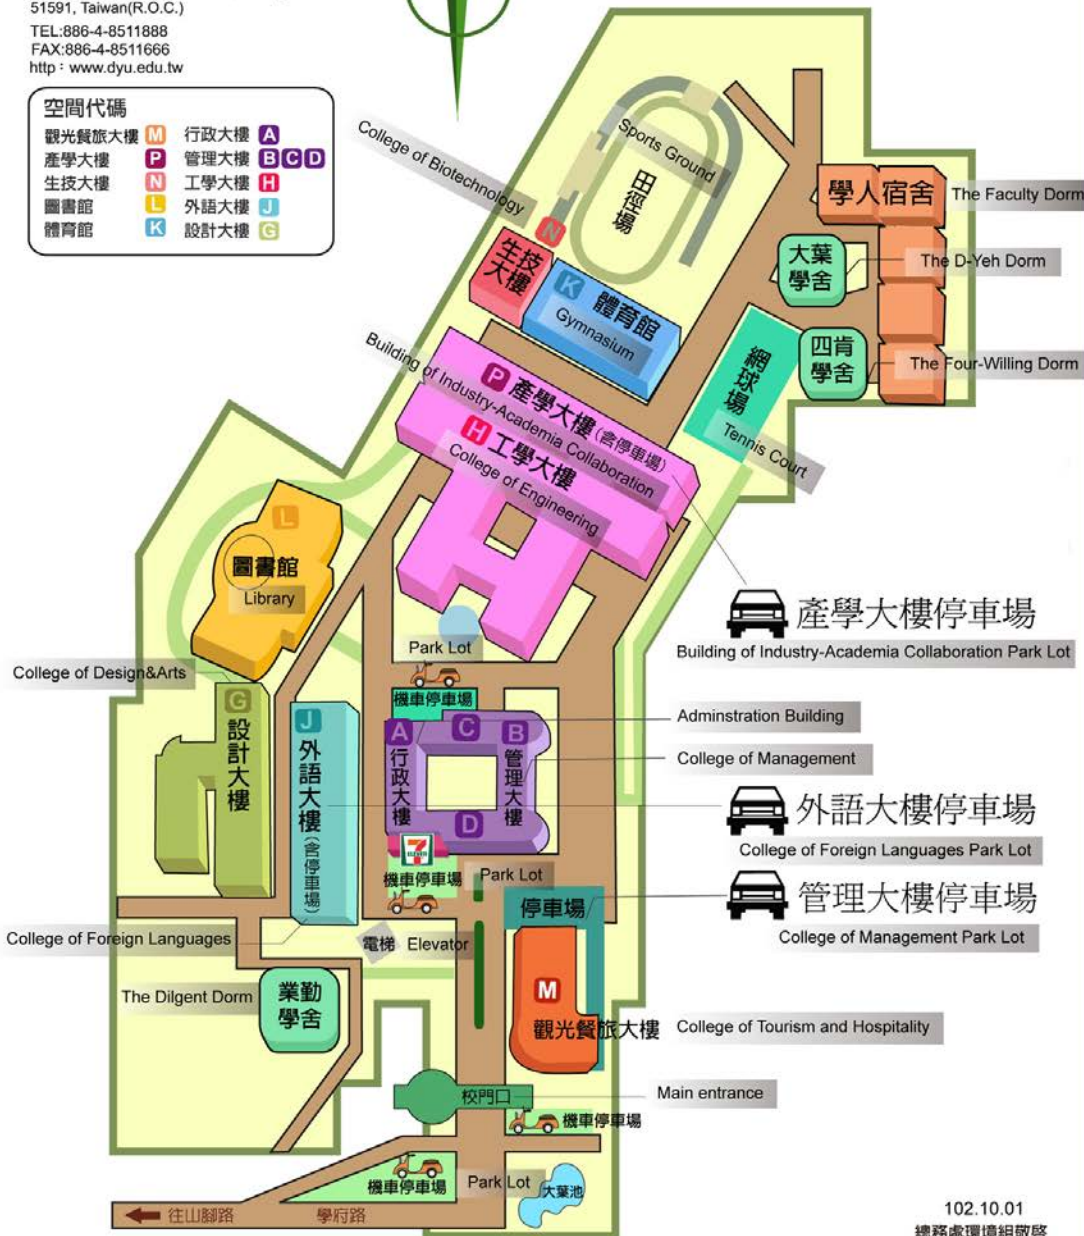 51591, Taiwan(R.O.C.)
TEL:886-4-8511888
FAX:886-4-8511666
http：www.dyu.edu.tw
空間代碼
觀光餐旅大樓 M 行政大樓 A
產學大樓 P 管理大樓 B C D
生技大樓 N 工學大樓 H
圖書館 L 外語大樓 J
體育館 K 設計大樓 G
College of Biotechnology
Sports Ground
田徑場
學人宿舍
The Faculty Dorm
N
生技
大樓
K 體育館
Gymnasium
大葉
學舍
The D-Yeh Dorm
四肯
學舍
The Four-Willing Dorm
網球場
Tennis Court
P 產學大樓(含停車場)
Building of Industry-Academia Collaboration
H 工學大樓
College of Engineering
L
圖書館
Library
產學大樓停車場
Building of Industry-Academia Collaboration Park Lot
Park Lot
機車停車場
College of Design&Arts
G
設計大樓
J
外語大樓(含停車場)
A
行政大樓
C
B
管理大樓
D
Adminstration Building
College of Management
外語大樓停車場
College of Foreign Languages Park Lot
7
ELEVEN
機車停車場
Park Lot
管理大樓停車場
College of Management Park Lot
停車場
College of Foreign Languages
電梯 Elevator
The Dilgent Dorm
業勤
學舍
M
觀光餐旅大樓
College of Tourism and Hospitality
校門口
Main entrance
機車停車場
機車停車場
Park Lot
大葉池
往山腳路
學府路
102.10.01
總務處環境組敬啓